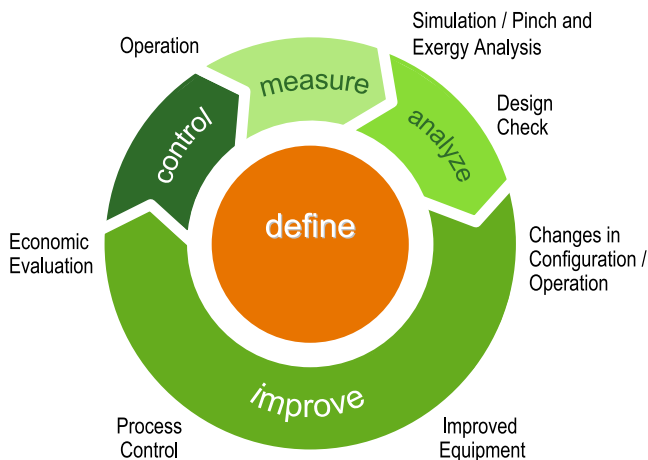 Simulation / Pinch and
Exergy Analysis
Operation
measure
Design
Check
analyze
control
define
Economic
Evaluation
Changes in
Configuration /
Operation
improve
Process
Control
Improved
Equipment